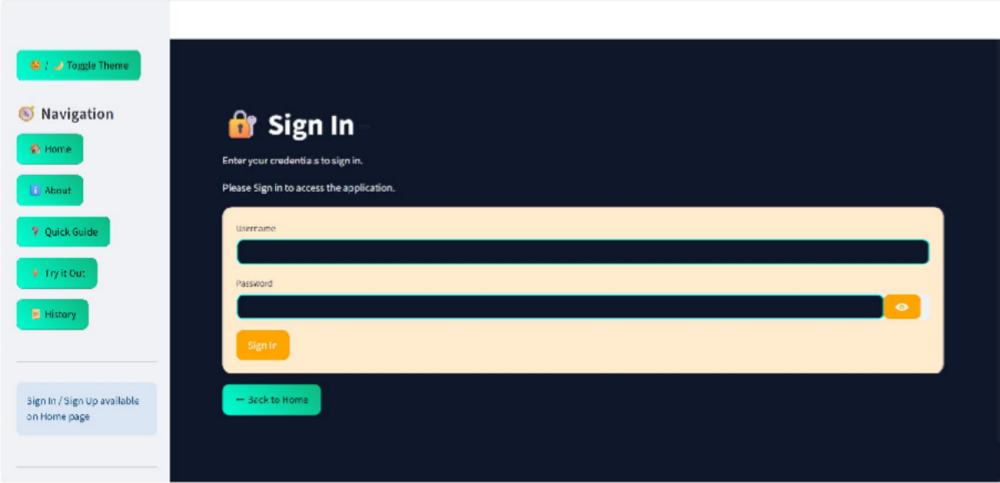 / Toggle Theme
Navigation
Home
About
Quick Guide
Try it Out
History
Sign In / Sign Up available
on Home page
Sign In
Enter your credentials to sign in.
Please Sign in to access the application.
Username
Password
Sign In
← Back to Home